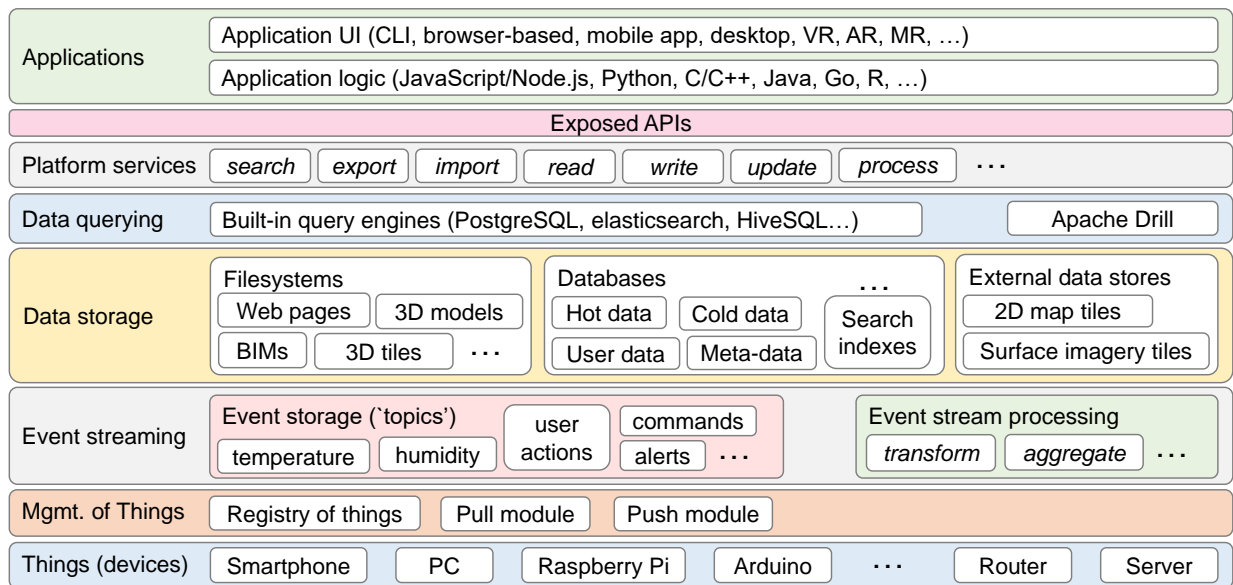 Applications
Application UI (CLI, browser-based, mobile app, desktop, VR, AR, MR, …)
Application logic (JavaScript/Node.js, Python, C/C++, Java, Go, R, …)
Exposed APIs
Platform services
search
export
import
read
write
update
process
...
Data querying
Built-in query engines (PostgreSQL, elasticsearch, HiveSQL…)
Apache Drill
Data storage
Filesystems
Web pages
3D models
BIMs
3D tiles
...
Databases
Hot data
Cold data
User data
Meta-data
...
Search
indexes
External data stores
2D map tiles
Surface imagery tiles
Event streaming
Event storage (`topics')
temperature
humidity
user
actions
commands
alerts
...
Event stream processing
transform
aggregate
...
Mgmt. of Things
Registry of things
Pull module
Push module
Things (devices)
Smartphone
PC
Raspberry Pi
Arduino
...
Router
Server